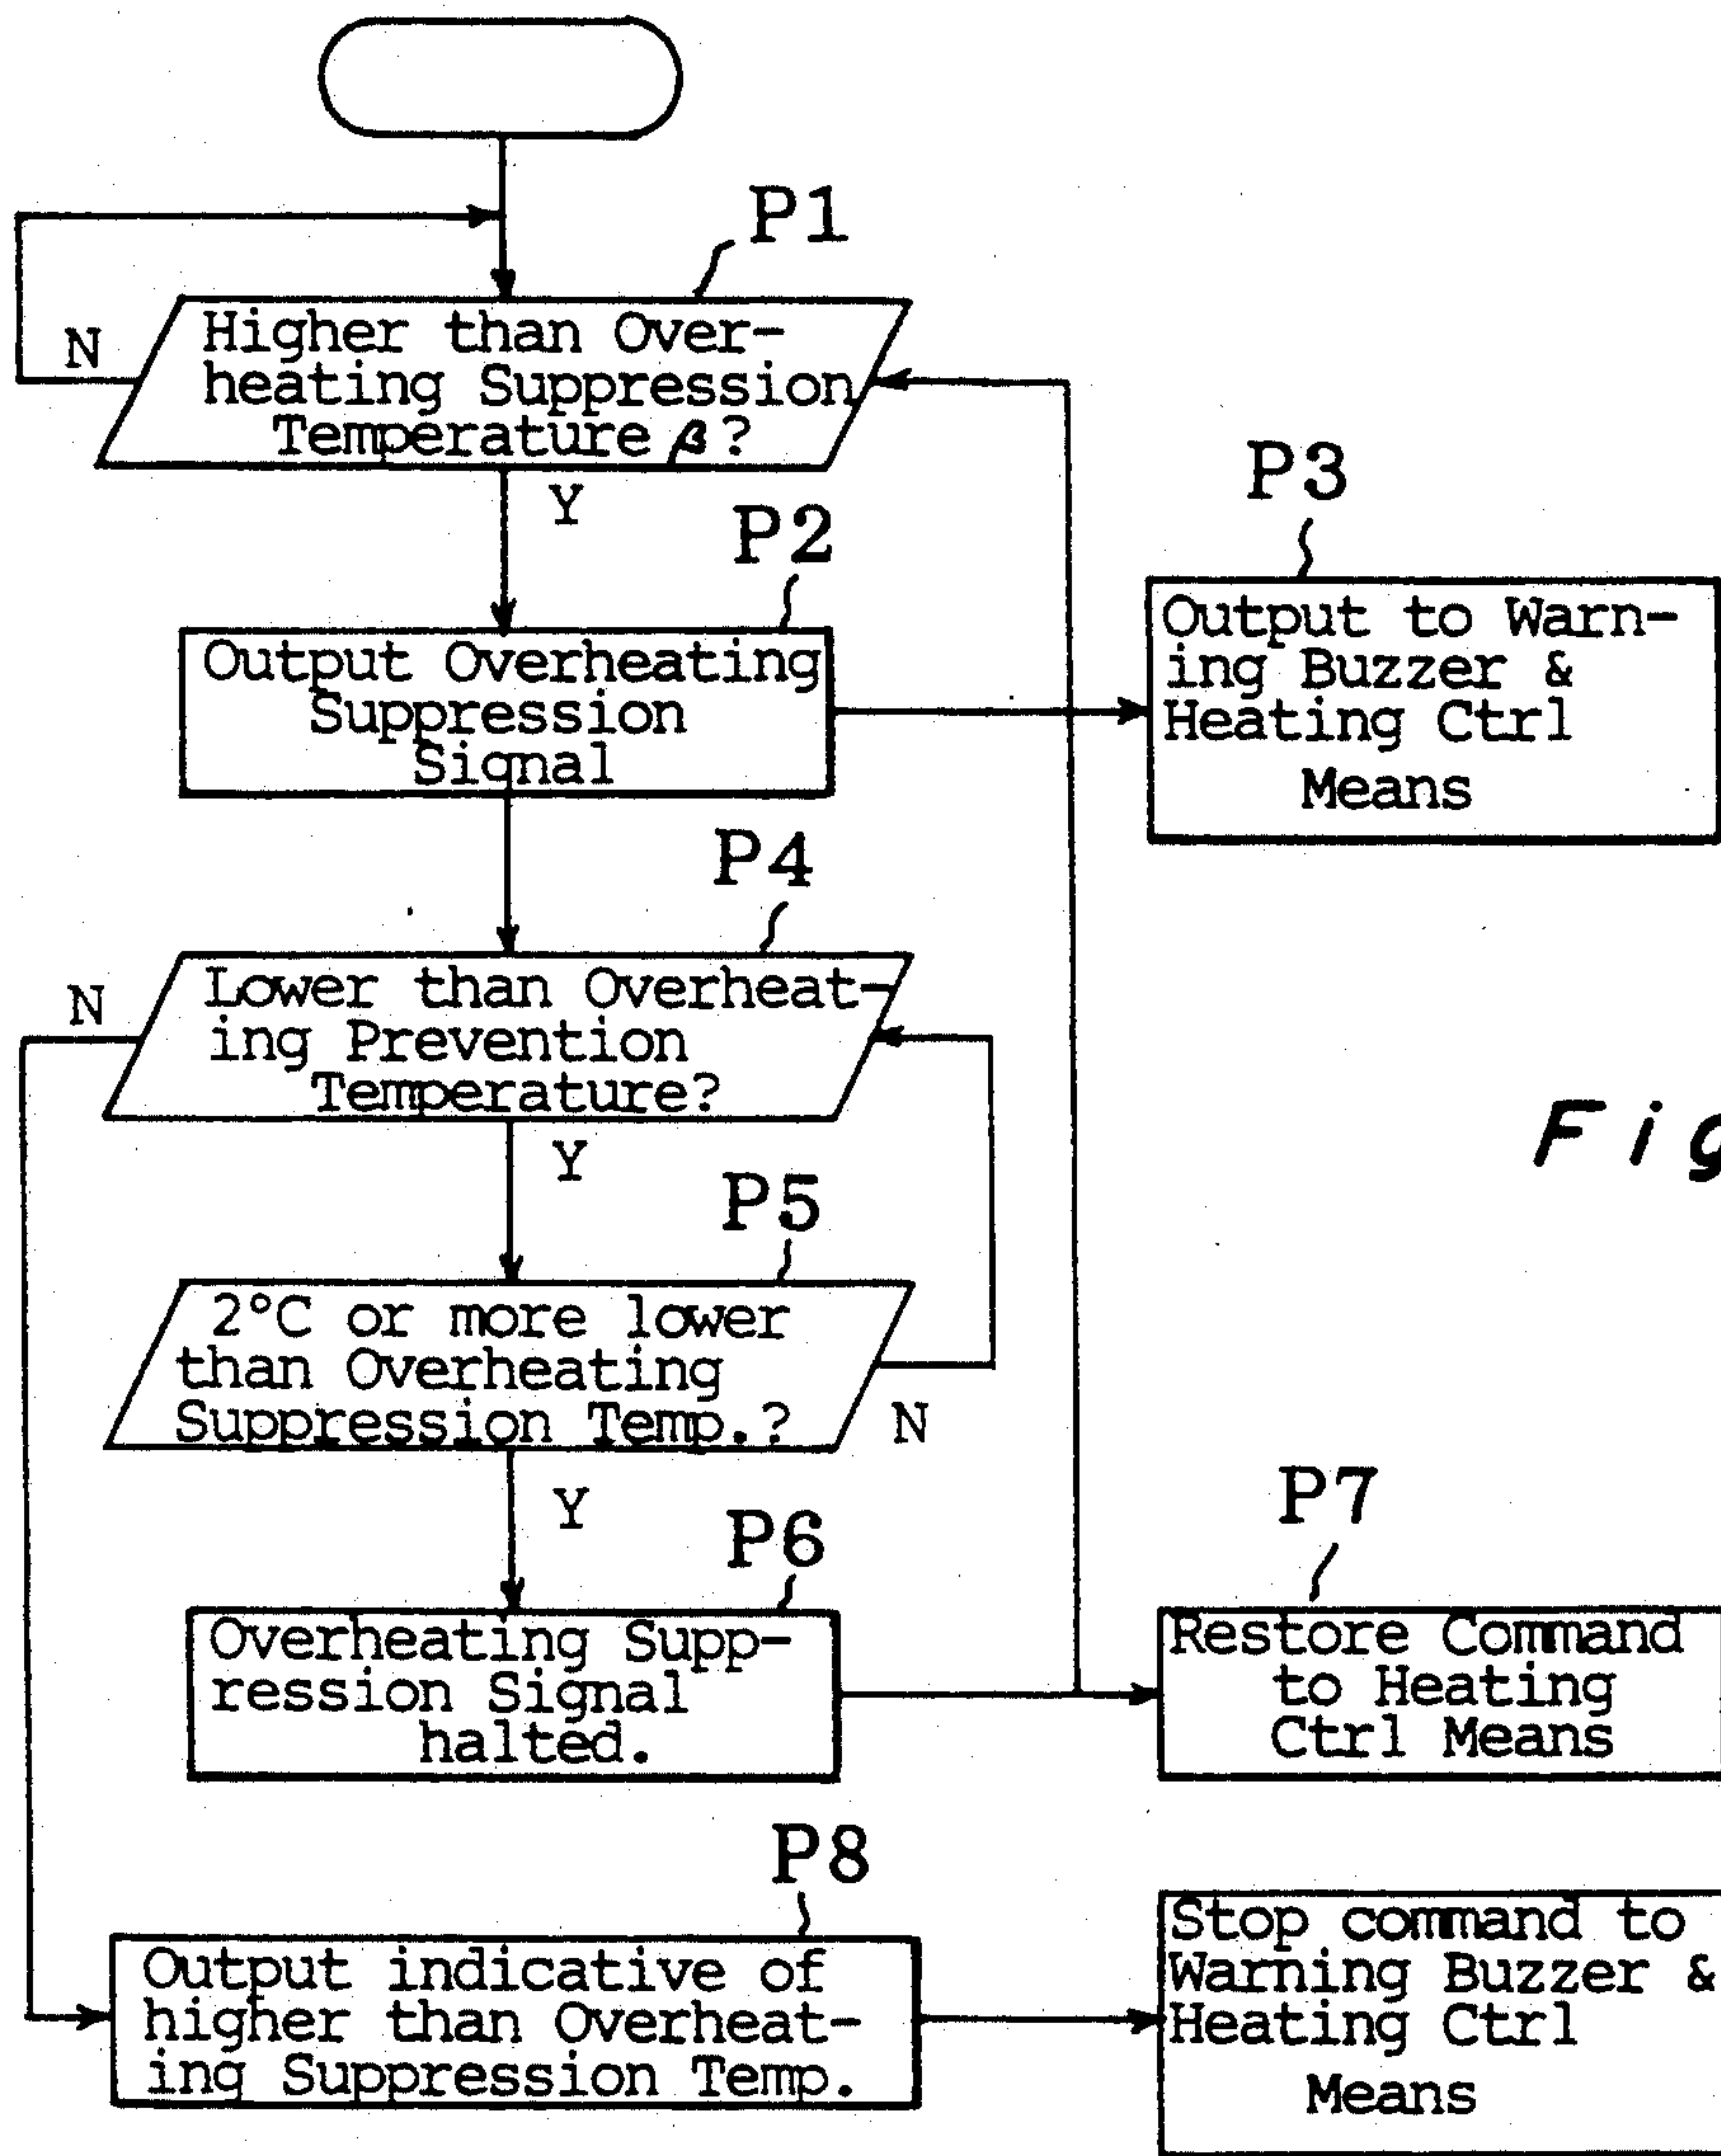 P1
N
Higher than Over-
heating Suppression
Temperature β?
Y
P2
Output Overheating
Suppression
Signal
P3
Output to Warn-
ing Buzzer &
Heating Ctrl
Means
P4
N
Lower than Overheat-
ing Prevention
Temperature?
Y
Fig
P5
2°C or more lower
than Overheating
Suppression Temp.?
N
Y
P6
Overheating Supp-
ression Signal
halted.
P7
Restore Command
to Heating
Ctrl Means
P8
Output indicative of
higher than Overheat-
ing Suppression Temp.
Stop command to
Warning Buzzer &
Heating Ctrl
Means